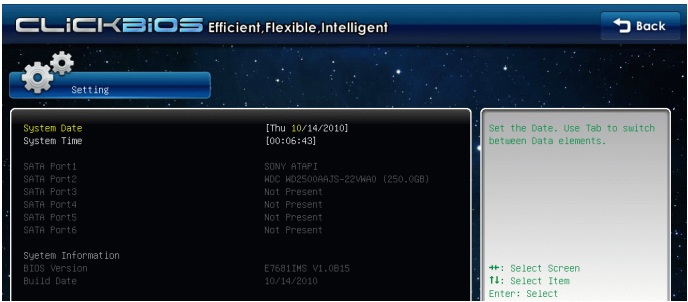 CLiCKBiOS Efficient,Flexible,Intelligent
Back
Setting
System Date [Thu 10/14/2010]
System Time [00:06:43]
SATA Port1 SONY ATAPI
SATA Port2 WDC WD2500AAJS-22VWA0 (250.0GB)
SATA Port3 Not Present
SATA Port4 Not Present
SATA Port5 Not Present
SATA Port6 Not Present
Syetem Information
BIOS Version E7681IMS V1.0B15
Build Date 10/14/2010
Set the Date. Use Tab to switch
between Data elements.
→←: Select Screen
↑↓: Select Item
Enter: Select